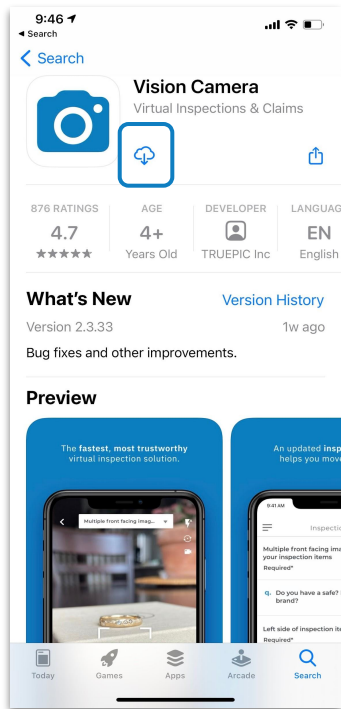 9:46
Search
Search
Vision Camera
Virtual Inspections & Claims
876 RATINGS
AGE
DEVELOPER
LANGUAG
4.7
4+
EN
Years Old
TRUEPIC Inc
English
What's New
Version History
Version 2.3.33
1w ago
Bug fixes and other improvements.
Preview
The fastest, most trustworthy
virtual inspection solution.
An updated insp
helps you mov
Multiple front facing imag...
9:41 AM
Inspectio
Multiple front facing ima
your inspection items
Required*
Q. Do you have a safe?
brand?
Left side of inspection ite
Required*
Today
Games
Apps
Arcade
Search